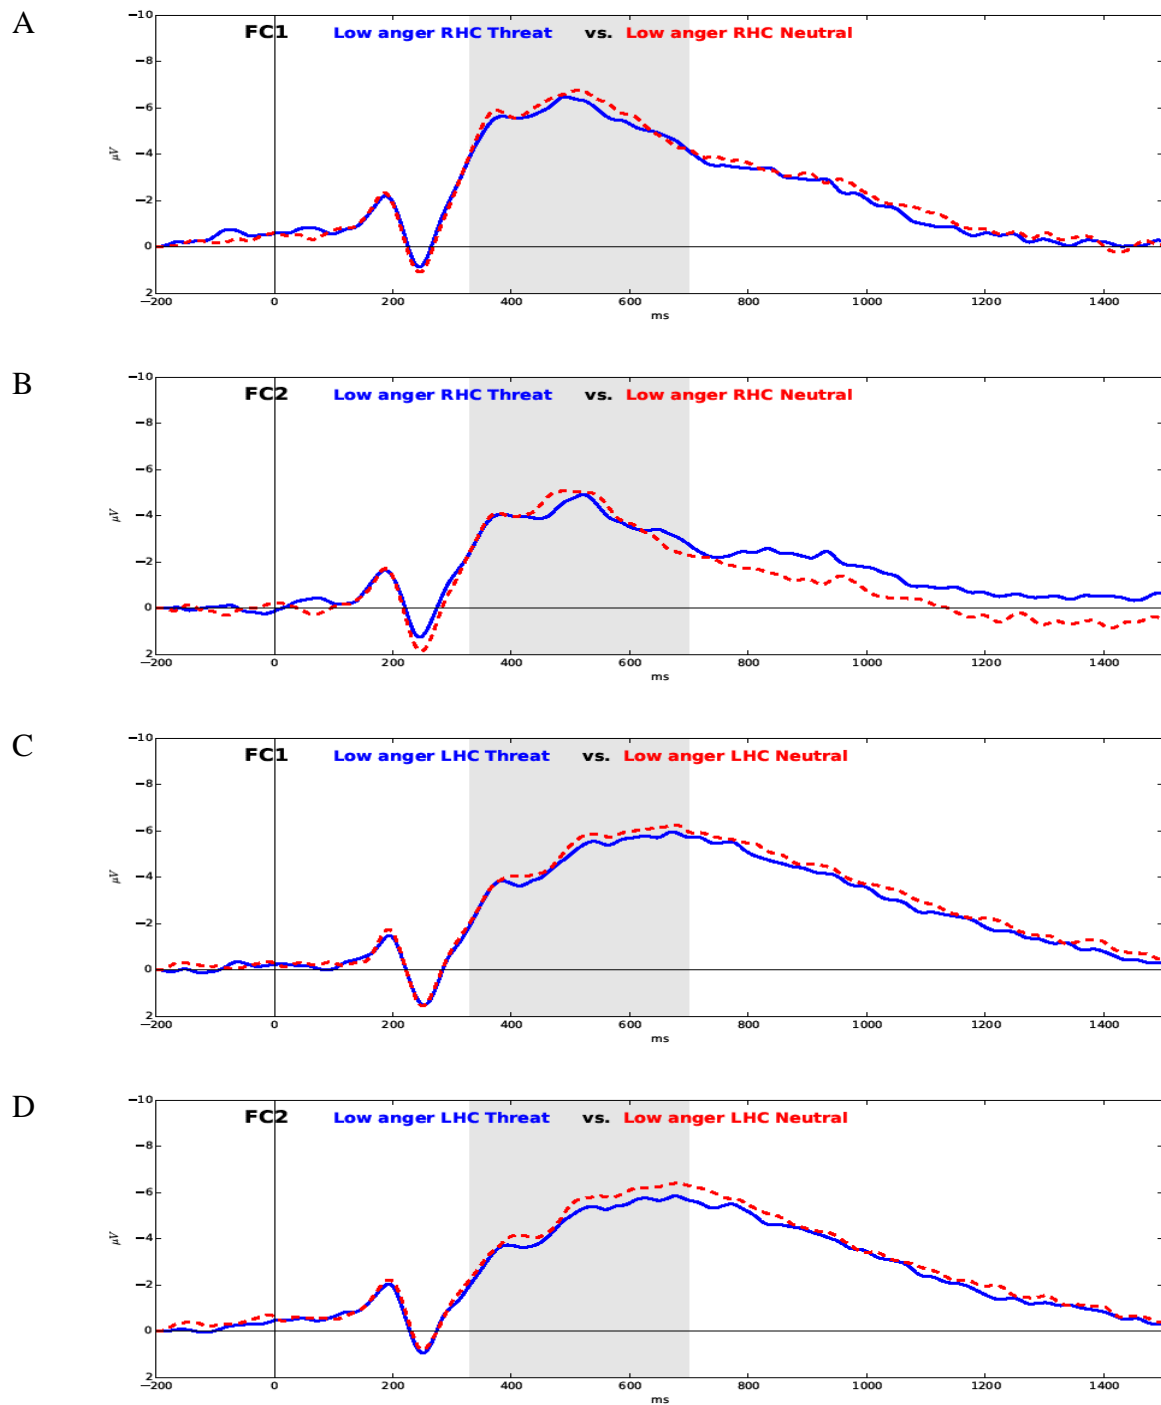 A
FC1 Low anger RHC Threat vs. Low anger RHC Neutral
−10
−8
−6
−4
−2
0
2
μV
−200 0 200 400 600 800 1000 1200 1400
ms
B
FC2 Low anger RHC Threat vs. Low anger RHC Neutral
−10
−8
−6
−4
−2
0
2
μV
−200 0 200 400 600 800 1000 1200 1400
ms
C
FC1 Low anger LHC Threat vs. Low anger LHC Neutral
−10
−8
−6
−4
−2
0
2
μV
−200 0 200 400 600 800 1000 1200 1400
ms
D
FC2 Low anger LHC Threat vs. Low anger LHC Neutral
−10
−8
−6
−4
−2
0
2
μV
−200 0 200 400 600 800 1000 1200 1400
ms